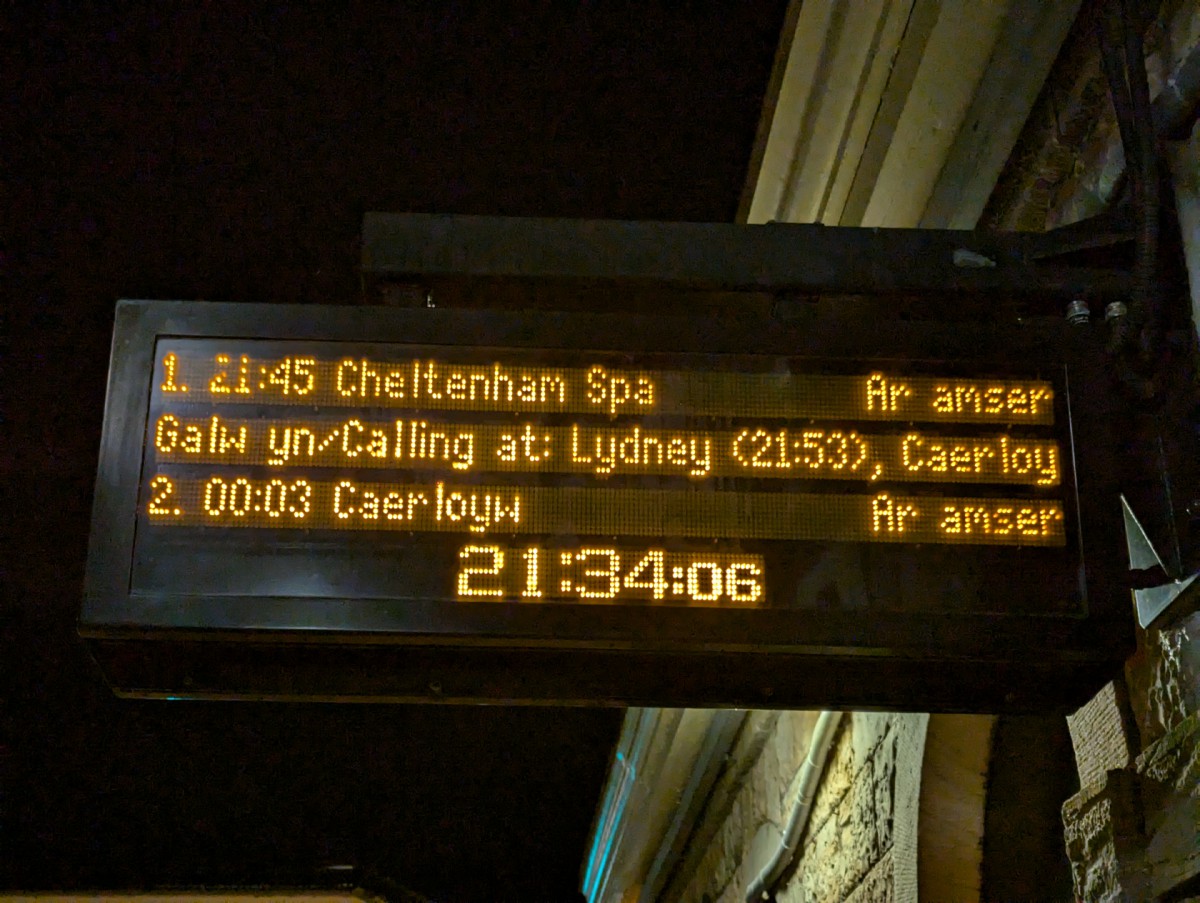 1. 21:45 Cheltenham Spa Ar amser
Galw yn/Calling at: Lydney (21:53), Caerloy
2. 00:03 Caerloyw Ar amser
21:34:06